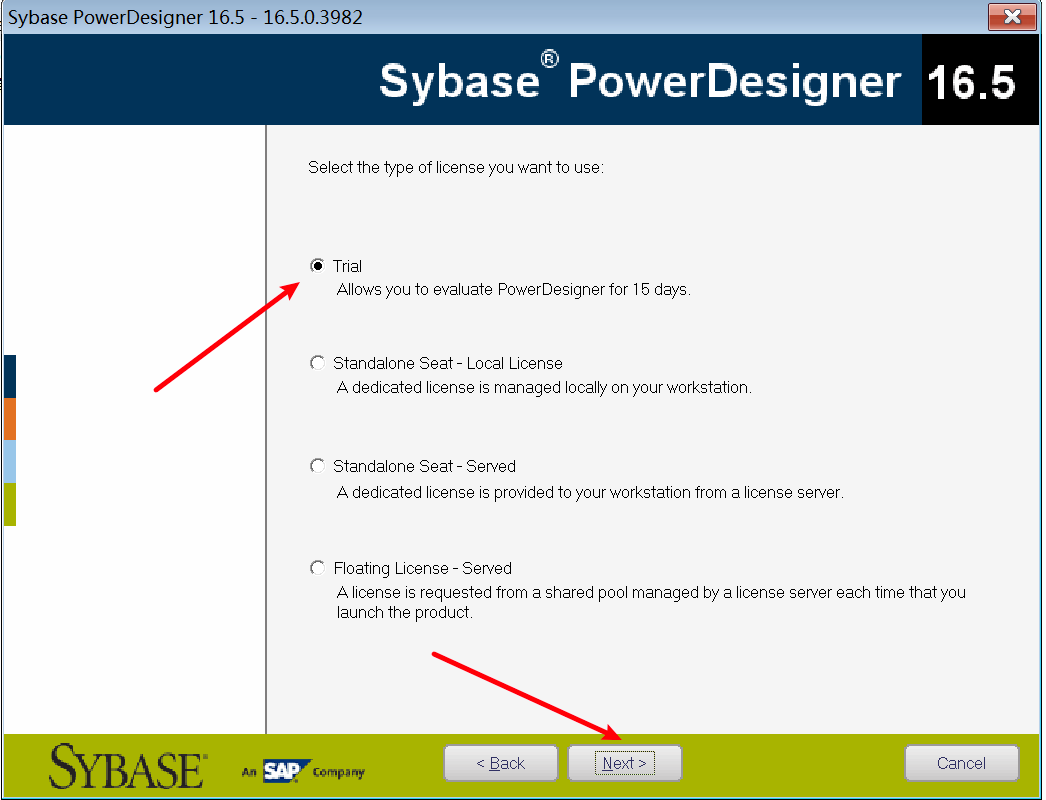 Sybase PowerDesigner 16.5 - 16.5.0.3982
Sybase® PowerDesigner 16.5
Select the type of license you want to use:
Trial
Allows you to evaluate PowerDesigner for 15 days.
Standalone Seat - Local License
A dedicated license is managed locally on your workstation.
Standalone Seat - Served
A dedicated license is provided to your workstation from a license server.
Floating License - Served
A license is requested from a shared pool managed by a license server each time that you
launch the product.
SYBASE® An SAP Company
< Back
Next >
Cancel